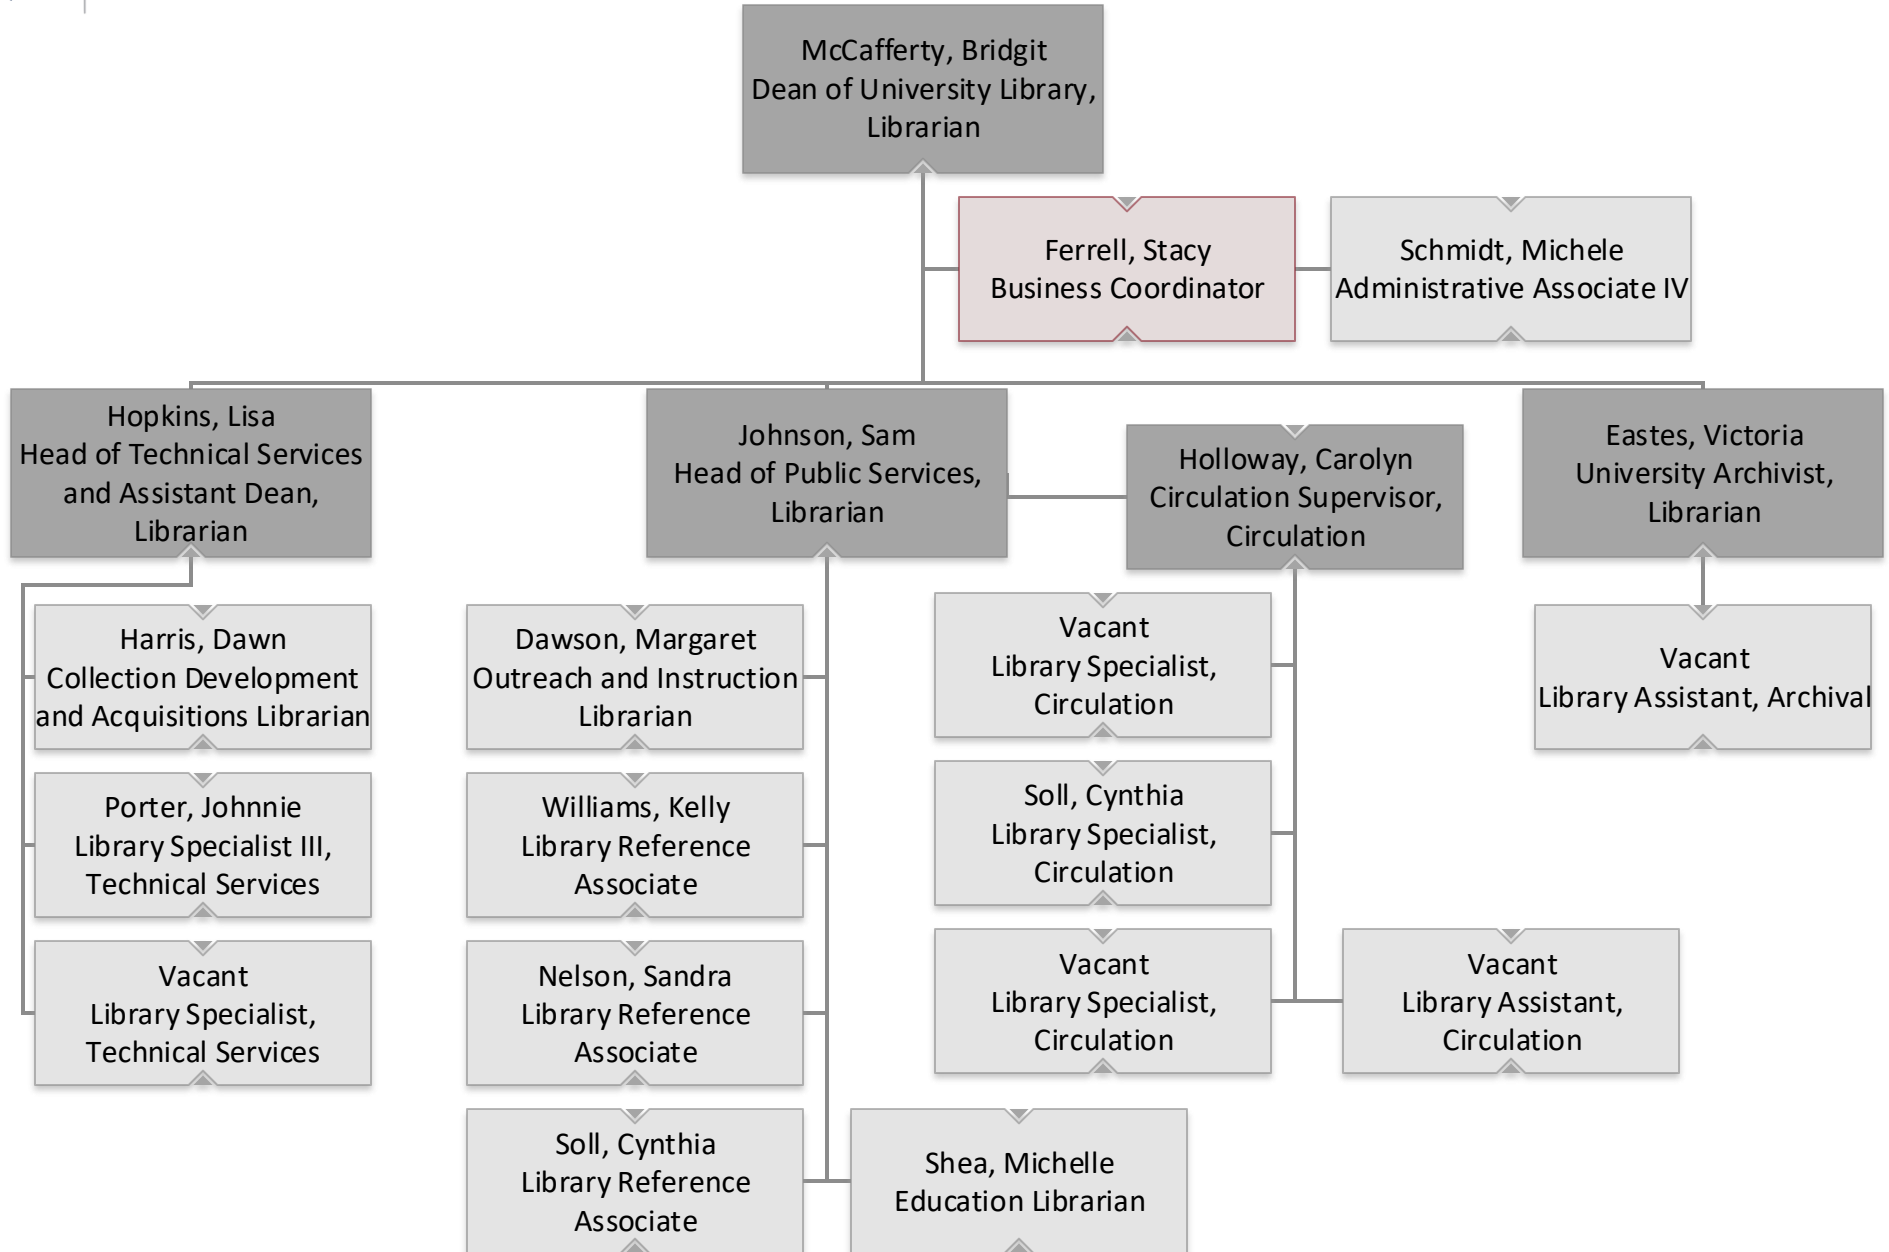 McCafferty, Bridgit
Dean of University Library,
Librarian
Ferrell, Stacy
Business Coordinator
Schmidt, Michele
Administrative Associate IV
Hopkins, Lisa
Head of Technical Services
and Assistant Dean,
Librarian
Johnson, Sam
Head of Public Services,
Librarian
Holloway, Carolyn
Circulation Supervisor,
Circulation
Eastes, Victoria
University Archivist,
Librarian
Harris, Dawn
Collection Development
and Acquisitions Librarian
Porter, Johnnie
Library Specialist III,
Technical Services
Vacant
Library Specialist,
Technical Services
Dawson, Margaret
Outreach and Instruction
Librarian
Williams, Kelly
Library Reference
Associate
Nelson, Sandra
Library Reference
Associate
Soll, Cynthia
Library Reference
Associate
Shea, Michelle
Education Librarian
Vacant
Library Specialist,
Circulation
Soll, Cynthia
Library Specialist,
Circulation
Vacant
Library Specialist,
Circulation
Vacant
Library Assistant,
Circulation
Vacant
Library Assistant, Archival